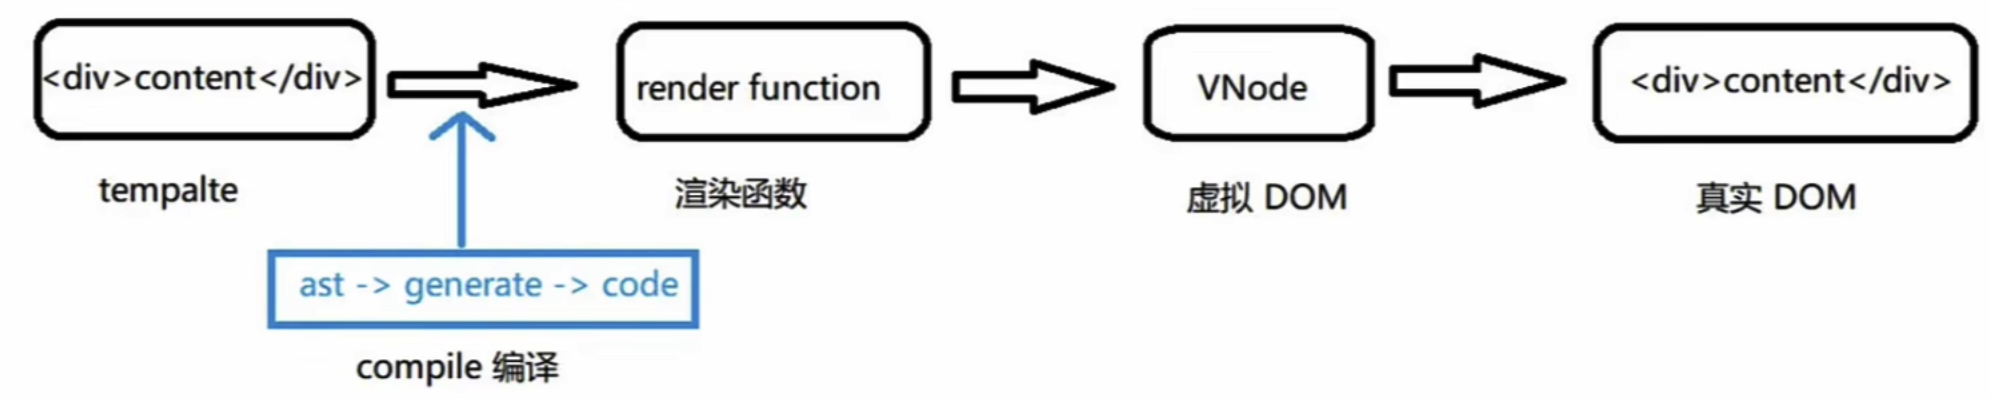 <div>content</div>
render function
VNode
<div>content</div>
tempalte
渲染函数
虚拟 DOM
真实 DOM
ast -> generate -> code
compile 编译